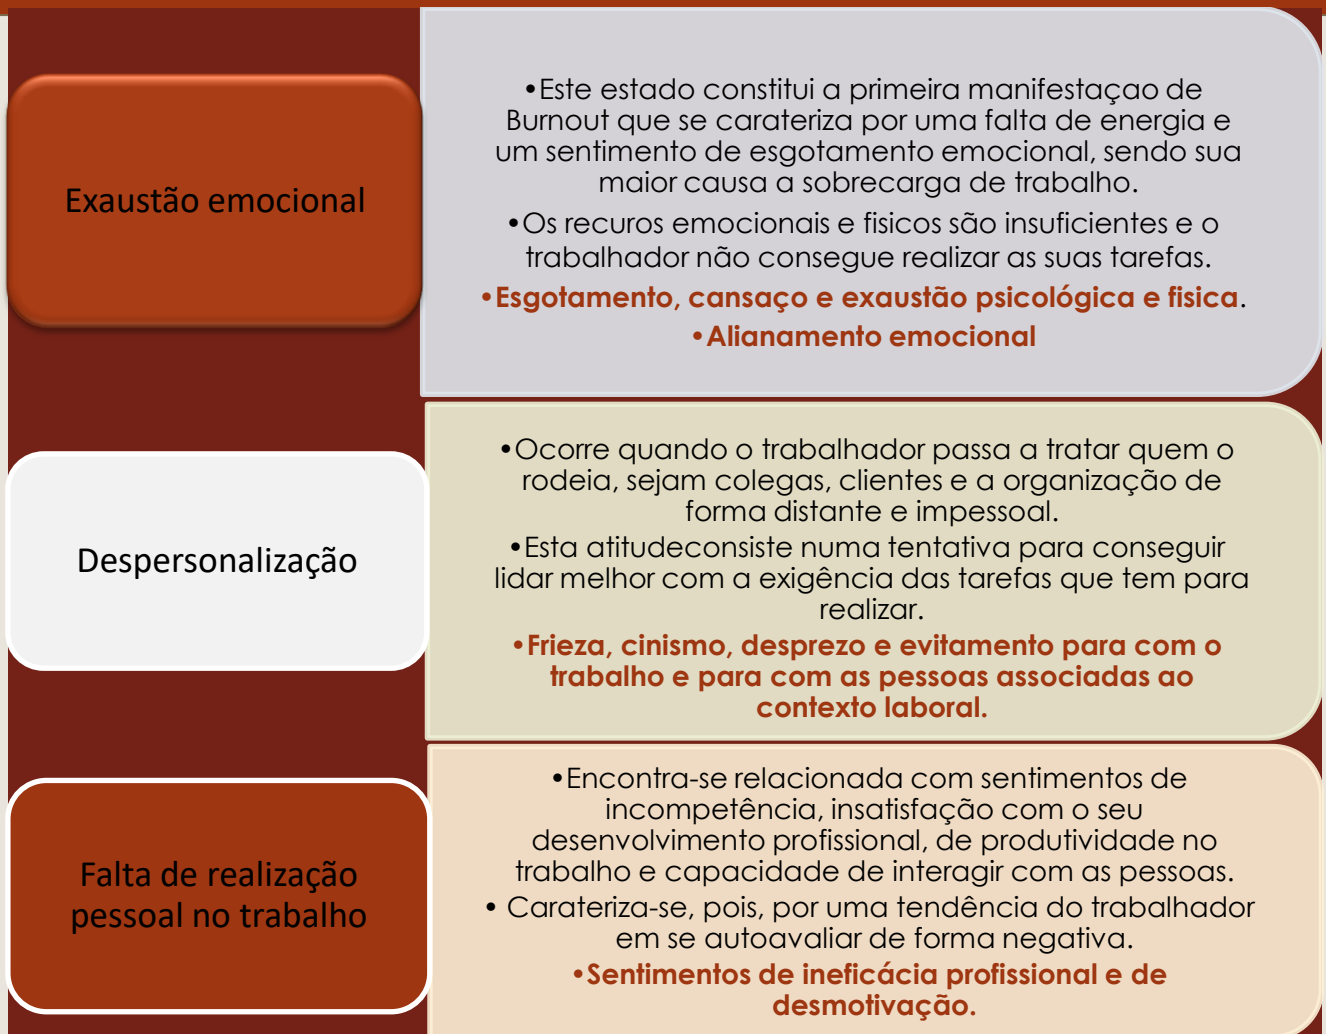 Exaustão emocional
•Este estado constitui a primeira manifestaçao de
Burnout que se carateriza por uma falta de energia e
um sentimento de esgotamento emocional, sendo sua
maior causa a sobrecarga de trabalho.
•Os recuros emocionais e fisicos são insuficientes e o
trabalhador não consegue realizar as suas tarefas.
•Esgotamento, cansaço e exaustão psicológica e fisica.
•Alianamento emocional
Despersonalização
•Ocorre quando o trabalhador passa a tratar quem o
rodeia, sejam colegas, clientes e a organização de
forma distante e impessoal.
•Esta atitudeconsiste numa tentativa para conseguir
lidar melhor com a exigência das tarefas que tem para
realizar.
•Frieza, cinismo, desprezo e evitamento para com o
trabalho e para com as pessoas associadas ao
contexto laboral.
Falta de realização
pessoal no trabalho
•Encontra-se relacionada com sentimentos de
incompetência, insatisfação com o seu
desenvolvimento profissional, de produtividade no
trabalho e capacidade de interagir com as pessoas.
• Carateriza-se, pois, por uma tendência do trabalhador
em se autoavaliar de forma negativa.
•Sentimentos de ineficácia profissional e de
desmotivação.